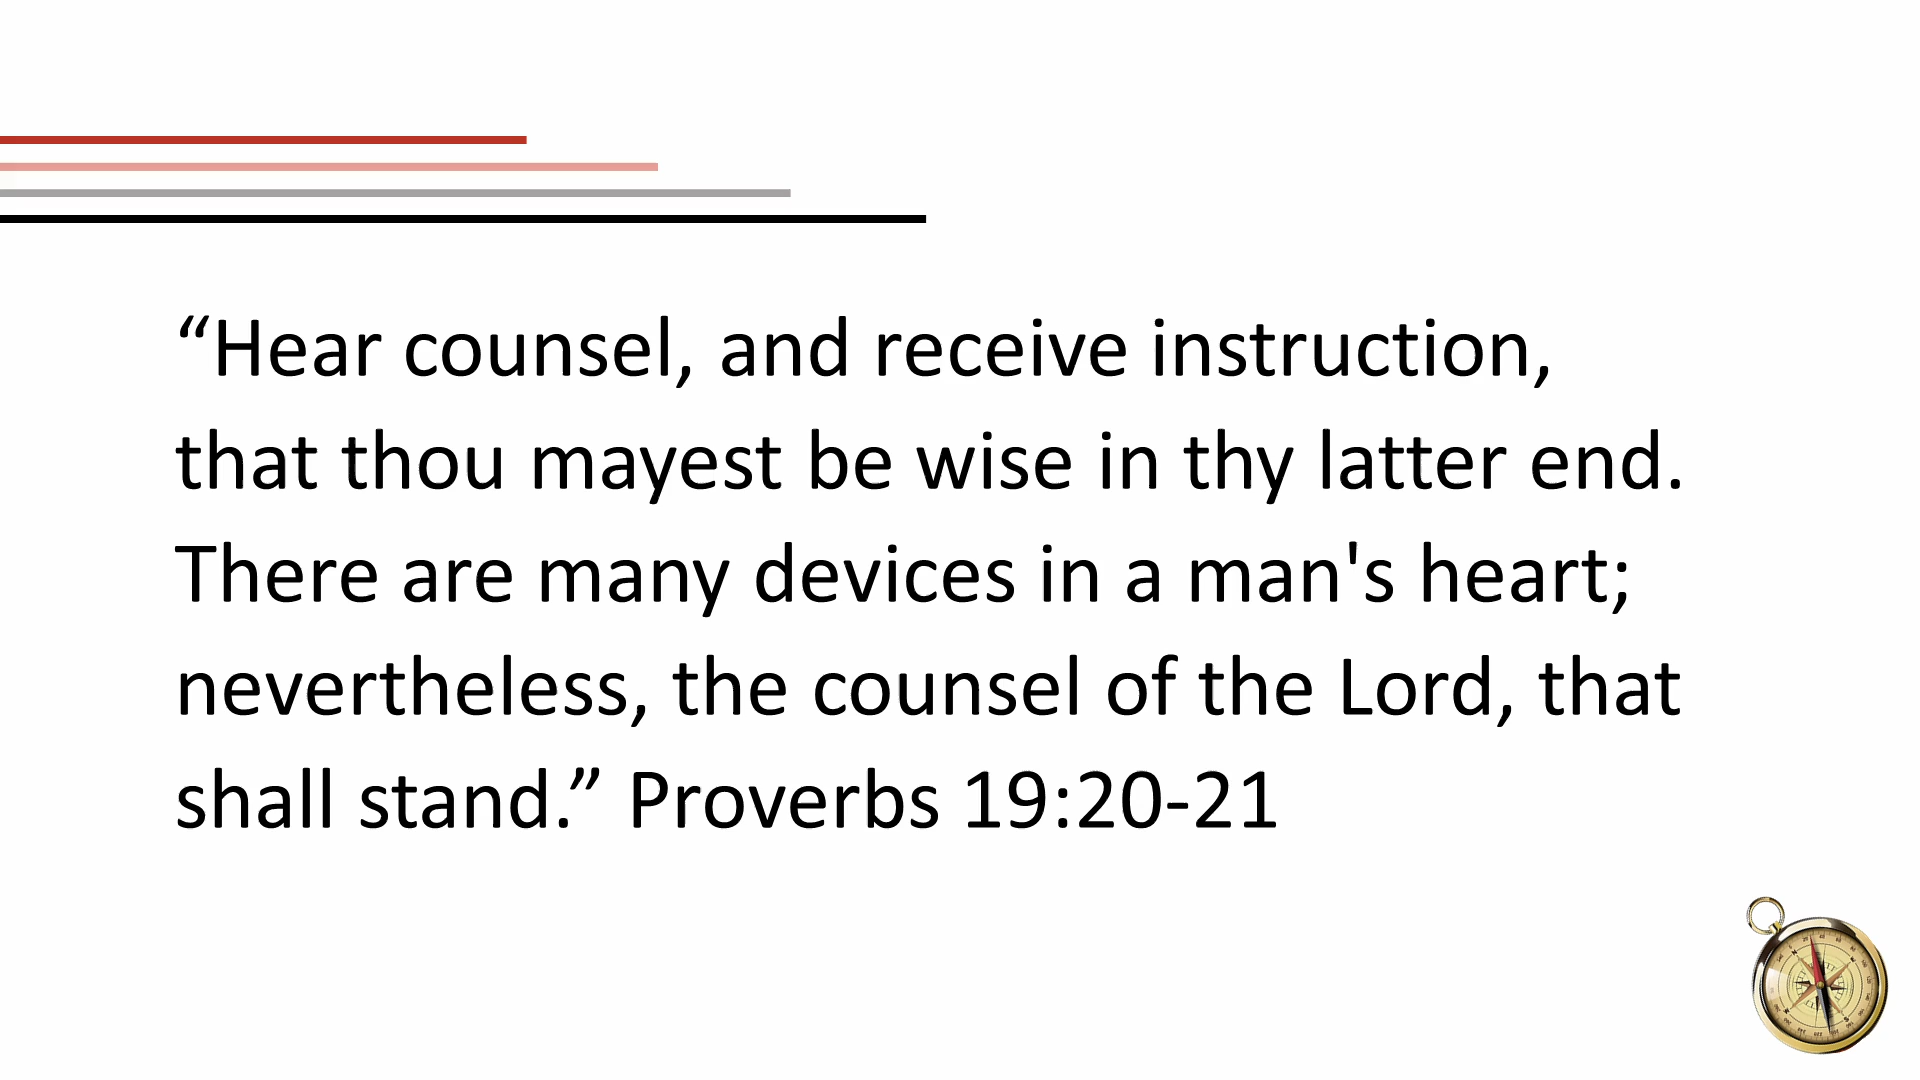 “Hear counsel, and receive instruction,
that thou mayest be wise in thy latter end.
There are many devices in a man's heart;
nevertheless, the counsel of the Lord, that
shall stand.” Proverbs 19:20-21